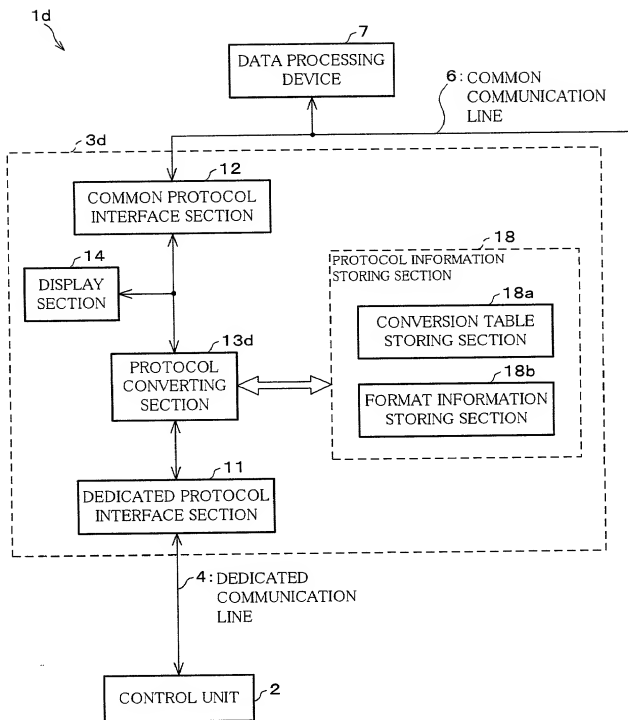 1d
7
DATA PROCESSING
DEVICE
6: COMMON
COMMUNICATION
LINE
3d
12
COMMON PROTOCOL
INTERFACE SECTION
18
PROTOCOL INFORMATION
STORING SECTION
14
DISPLAY
SECTION
18a
CONVERSION TABLE
STORING SECTION
13d
PROTOCOL
CONVERTING
SECTION
18b
FORMAT INFORMATION
STORING SECTION
11
DEDICATED PROTOCOL
INTERFACE SECTION
4: DEDICATED
COMMUNICATION
LINE
CONTROL UNIT
2